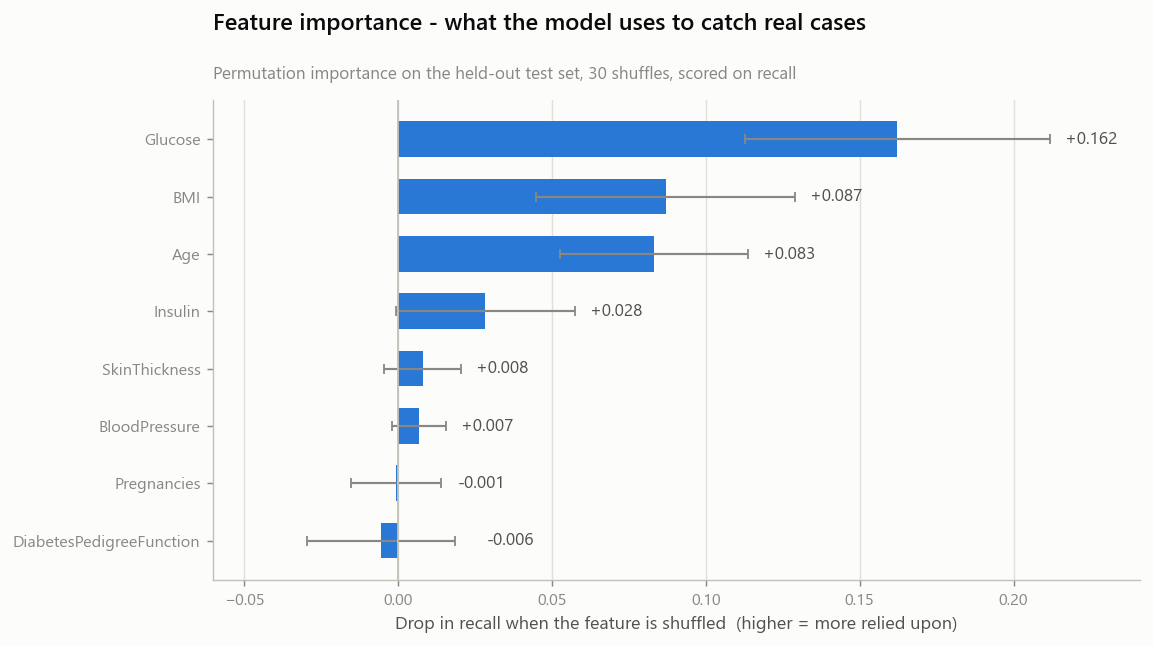 Feature importance - what the model uses to catch real cases
Permutation importance on the held-out test set, 30 shuffles, scored on recall
Glucose +0.162
BMI +0.087
Age +0.083
Insulin +0.028
SkinThickness +0.008
BloodPressure +0.007
Pregnancies -0.001
DiabetesPedigreeFunction -0.006
−0.05 0.00 0.05 0.10 0.15 0.20
Drop in recall when the feature is shuffled  (higher = more relied upon)